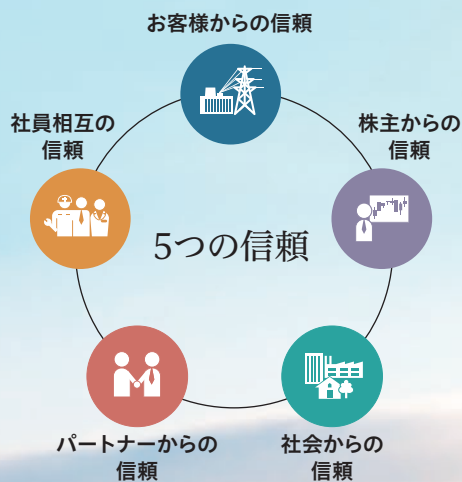 お客様からの信頼
社員相互の
信頼
株主からの
信頼
5つの信頼
パートナーからの
信頼
社会からの
信頼